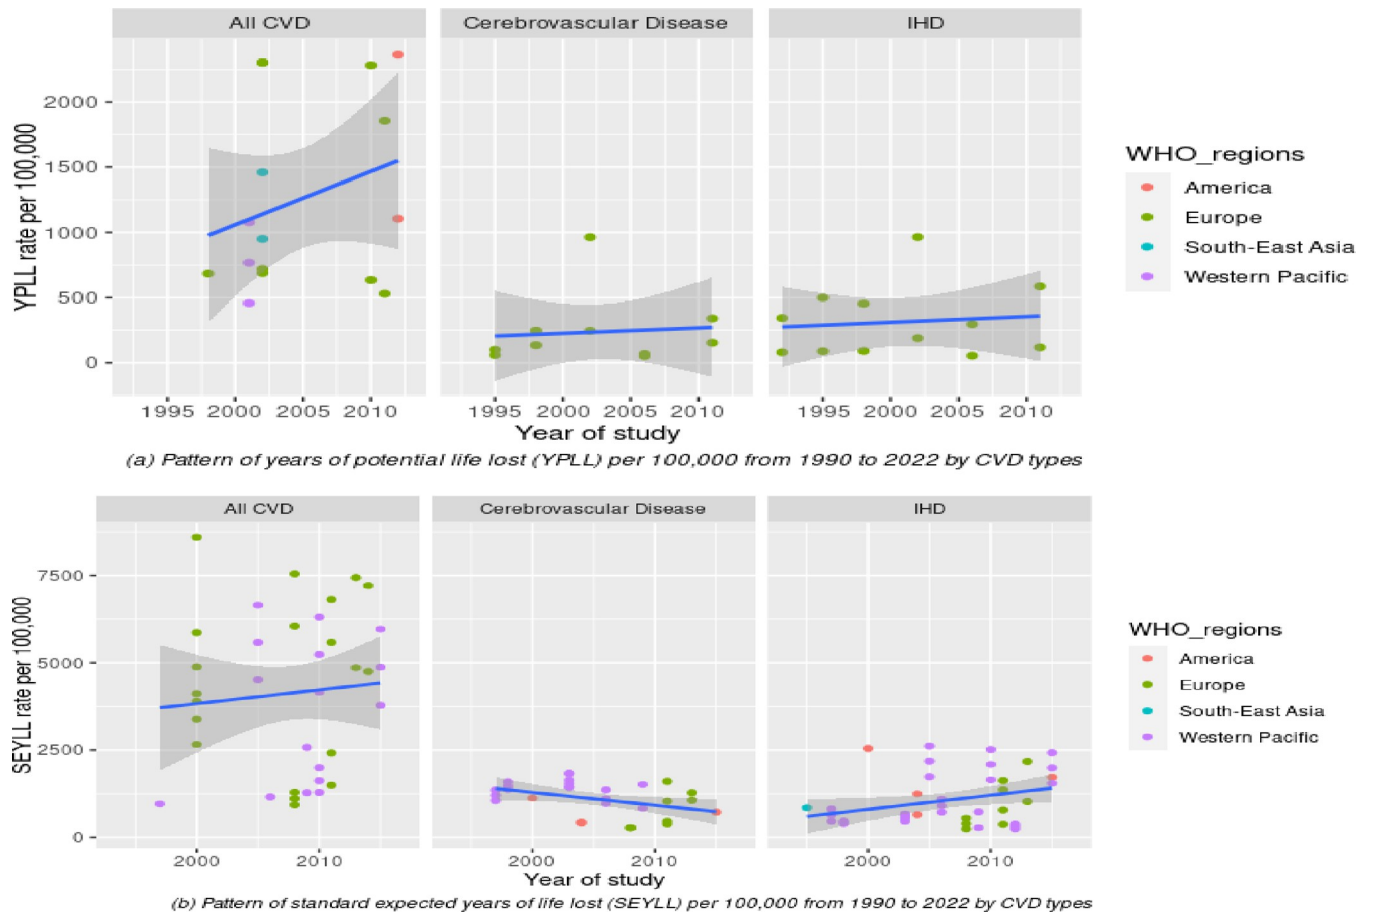 All CVD Cerebrovascular Disease IHD
YPLL rate per 100,000
2000
1500
1000
500
0
1995 2000 2005 2010 1995 2000 2005 2010 1995 2000 2005 2010
Year of study
WHO_regions
America
Europe
South-East Asia
Western Pacific
(a) Pattern of years of potential life lost (YPLL) per 100,000 from 1990 to 2022 by CVD types
All CVD Cerebrovascular Disease IHD
SEYLL rate per 100,000
7500
5000
2500
0
2000 2010 2000 2010 2000 2010
Year of study
WHO_regions
America
Europe
South-East Asia
Western Pacific
(b) Pattern of standard expected years of life lost (SEYLL) per 100,000 from 1990 to 2022 by CVD types